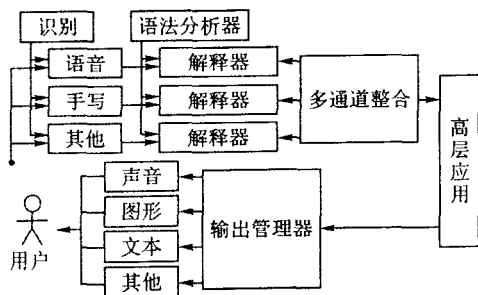 识别
语法分析器
语音
解释器
手写
解释器
多通道整合
其他
解释器
高层应用
声音
图形
输出管理器
文本
用户
其他